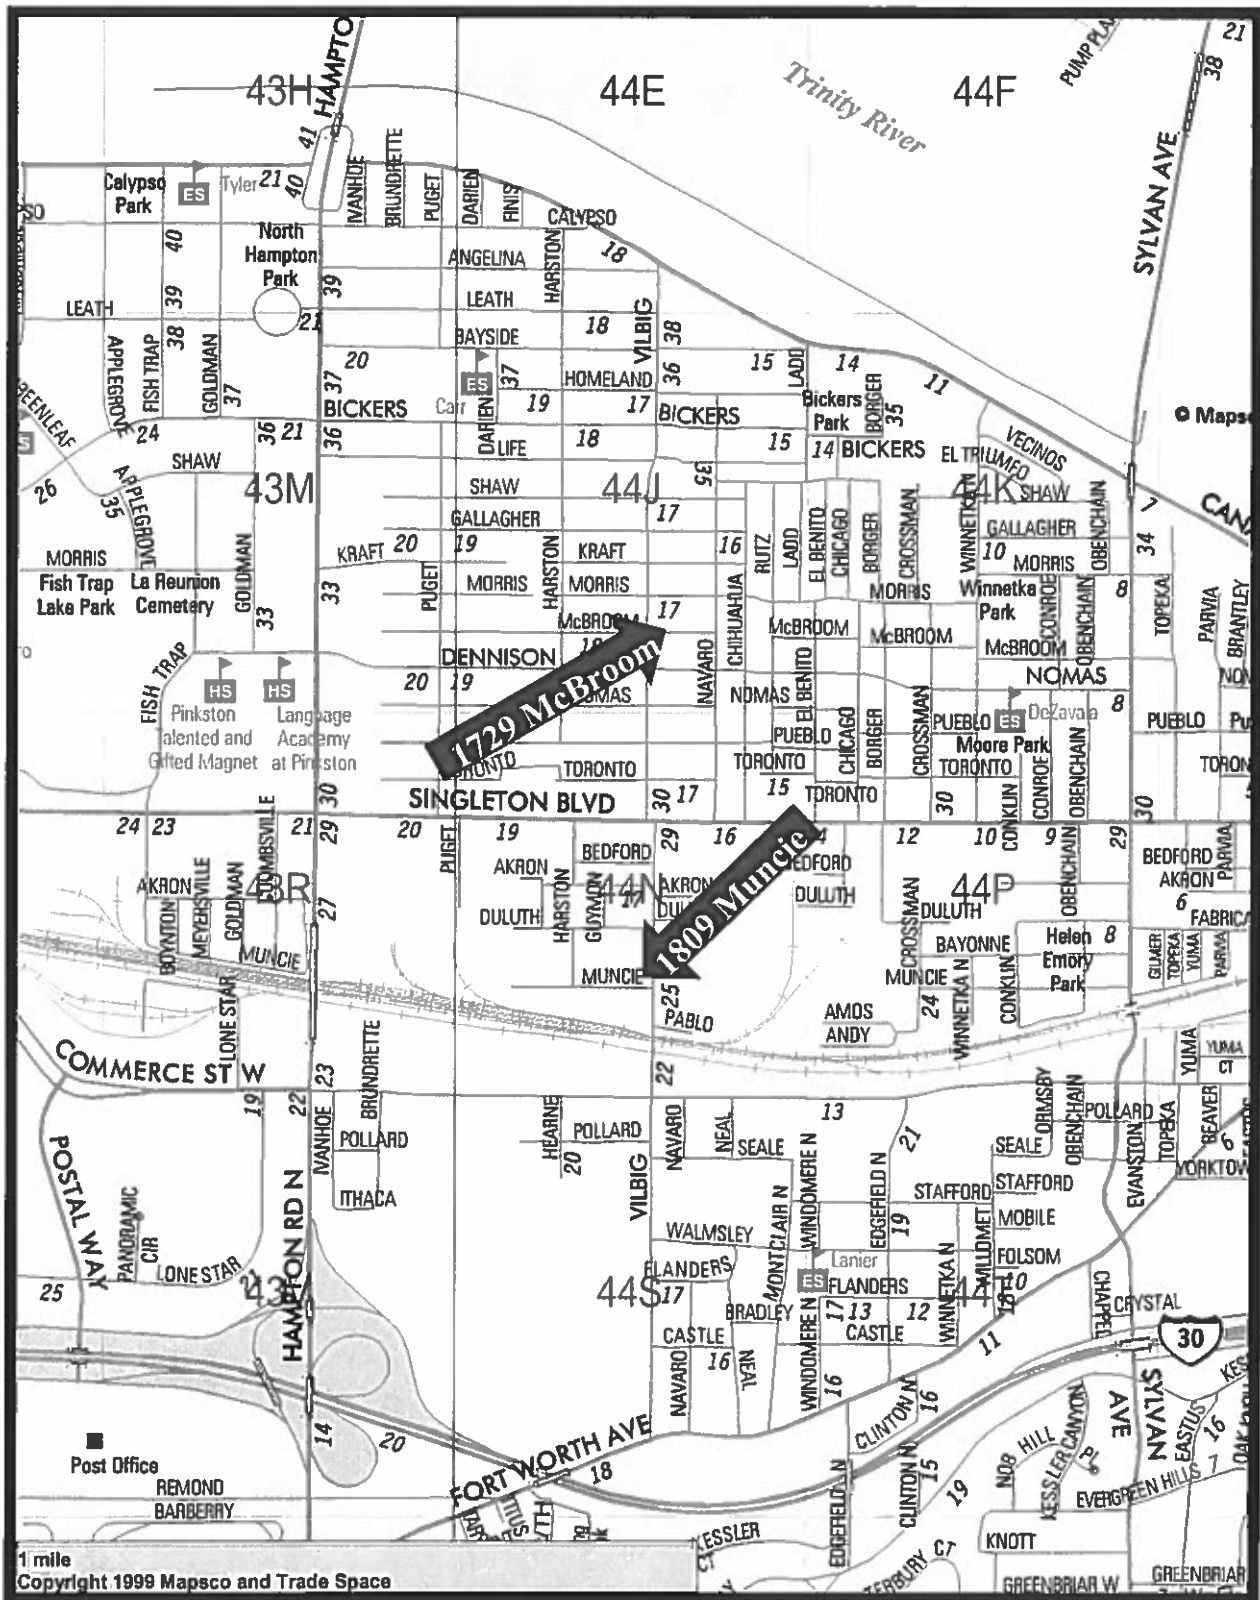 21
HAMPTO
43H
44E
44F
PUMP PLA
38
Trinity River
SYLVAN AVE
41
40
Calypso
Park
ES
Tyler
21
IVANHOE
BRUNDRETTE
PUGET
DARIEN
FINIS
CALYPSO
18
40
North
Hampton
Park
ANGELINA
HARSTON
39
LEATH
39
LEATH
21
38
BAYSIDE
18
VILBIG
38
APPLEGROVE
FISH TRAP
GOLDMAN
37
20
37
ES
Carr
37
DARIEN
HOMELAND
36
15
LADD
14
11
BICKERS
19
17
BICKERS
Bickers
Park
BORGER
35
24
36
21
36
LIFE
18
15
14
BICKERS
EL TRIUMFO
VECINOS
SHAW
26
35
APPLEGROVE
43M
SHAW
44J
35
44K
SHAW
7
GALLAGHER
17
GALLAGHER
34
MORRIS
Fish Trap
Lake Park
La Reunion
Cemetery
GOLDMAN
33
33
KRAFT
20
19
KRAFT
16
RUTZ
LADD
EL BENITO
CHICAGO
BORGER
CROSSMAN
WINNETKA N
10
MORRIS
OBENCHAIN
PUGET
MORRIS
HARSTON
MORRIS
MORRIS
Winnetka
Park
CONROE
OBENCHAIN
8
TOPEKA
PARVIA
BRANTLEY
McBROOM
17
CHIHUAHUA
McBROOM
McBROOM
McBROOM
DENNISON
1729 McBroom
NOMAS
FISH TRAP
HS
HS
20
19
NAVARO
NOMAS
EL BENITO
ES
DeZavala
8
Pinkston
alented and
Gifted Magnet
Language
Academy
at Pinkston
PUEBLO
CHICAGO
BORGER
CROSSMAN
PUEBLO
Moore Park
PUEBLO
TORONTO
TORONTO
TORONTO
CONROE
OBENCHAIN
30
SINGLETON BLVD
30
17
15
TORONTO
30
CONKLIN
30
24
23
21
29
20
19
29
16
12
10
9
29
PUGET
BEDFORD
1809 Muncie
BEDFORD
AKRON
MEYERSVILLE
GOLDMAN
43R
AKRON
44N
AKRON
44P
OBENCHAIN
AKRON
PARVIA
BOYNTON
27
DULUTH
HARSTON
GUYMON
DULUTH
CROSSMAN
DULUTH
6
MUNCIE
BAYONNE
Helen
Emory
Park
8
GILMER
TOPEKA
YUMA
PARVIA
MUNCIE
25
MUNCIE
24
WINNETKA N
CONKLIN
LONE STAR
PABLO
AMOS
ANDY
COMMERCE ST W
23
BRUNDRETTE
22
YUMA
YUMA
CT
19
22
IVANHOE
POLLARD
HEARNE
20
POLLARD
NAVARO
NEAL
SEALE
13
21
ORMSBY
OBENCHAIN
POLLARD
TOPEKA
BEAVER
6
SEALE
EVANSTON
POSTAL WAY
ITHACA
VILBIG
WINDOMERE N
EDGEFIELD N
STAFFORD
STAFFORD
PANORAMIC
CIR
HAMPTON RD N
WALMSLEY
MONTCLAIR N
19
WILLOMET
MOBILE
LONE STAR
21
FLANDERS
ES
Lanier
WINNETKA N
FOLSOM
25
44S
17
FLANDERS
10
CHAPPELL
CRYSTAL
BRADLEY
17
13
12
CASTLE
16
NEAL
WINDOMERE N
CASTLE
11
30
NAVARO
16
16
14
20
FORT WORTH AVE
18
CLINTON N
SYLVAN
AVE
EASTUS
16
Post Office
NOB HILL
KESSLER CANYON
PL
REMOND
BARBERRY
EDGEFIELD N
CLINTON N
15
19
EVERGREEN HILLS
7
KESSLER
CT
CT
KNOTT
1 mile
GREENBRIAR W
GREENBRIAR
Copyright 1999 Mapsco and Trade Space